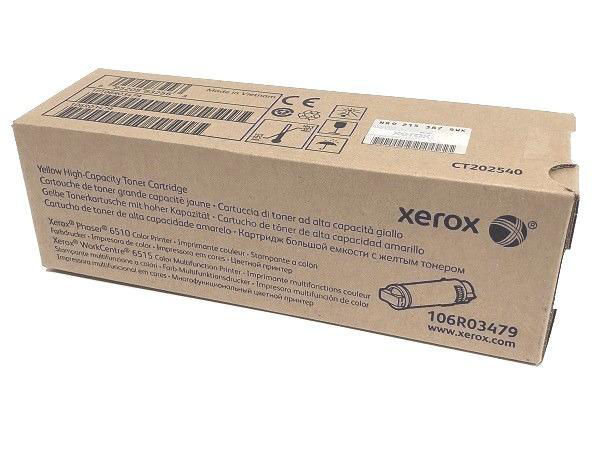 Made in Vietnam
CE
NK9 215 387 9WK
xerox
CT202540
Yellow High-Capacity Toner Cartridge
Cartouche de toner grande capacité jaune • Cartuccia di toner ad alta capacità giallo
Gelbe Tonerkartusche mit hoher Kapazität • Cartucho de tóner de alta capacidad amarillo
Cartucho de toner de alta capacidade amarelo • Картридж большой емкости с желтым тонером
Xerox® Phaser® 6510 Color Printer • Imprimante couleur • Stampante a colori
Farbdrucker • Impresora de color • Impressora em cores • Цветной принтер
Xerox® WorkCentre® 6515 Color Multifunction Printer • Imprimante multifonctions couleur
Stampante multifunzione a colori • Farb-Multifunktionsdrucker • Impresora multifunción de color
Impressora multifuncional em cores • Многофункциональный цветной принтер
xerox ®
106R03479
www.xerox.com